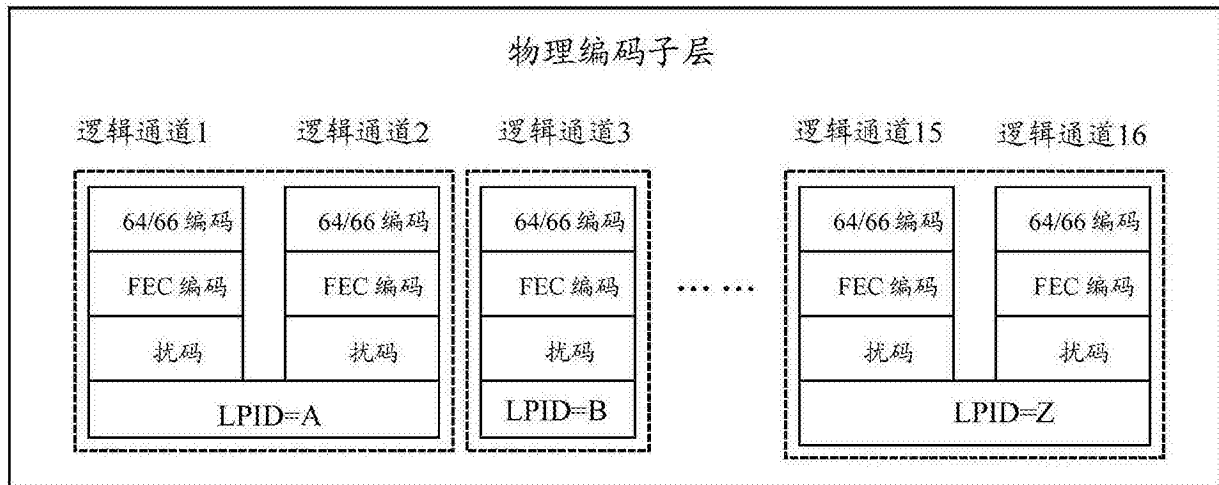 物理编码子层
逻辑通道1 逻辑通道2 逻辑通道3 逻辑通道15 逻辑通道16
64/66 编码 64/66 编码 64/66 编码 64/66 编码 64/66 编码
FEC 编码 FEC 编码 FEC 编码 …… FEC 编码 FEC 编码
扰码 扰码 扰码 扰码 扰码
LPID=A LPID=B LPID=Z